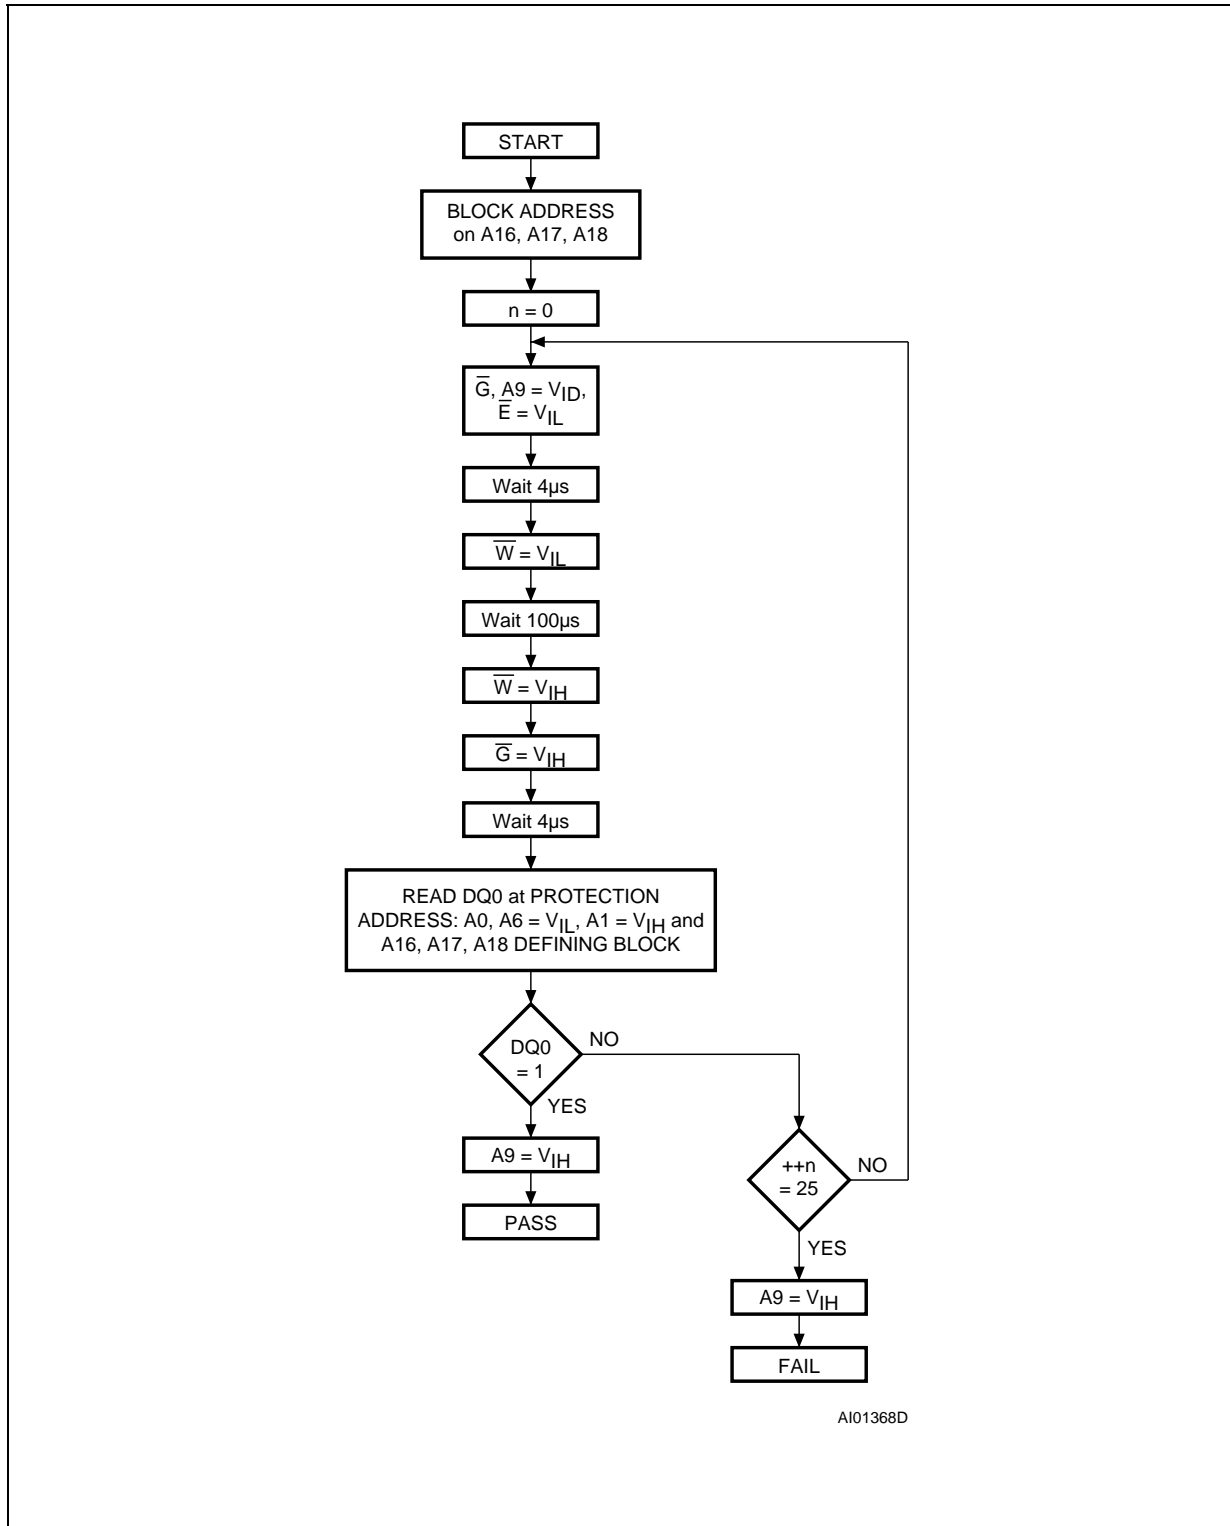 START
BLOCK ADDRESS
on A16, A17, A18
n = 0
G̅, A9 = VID,
E̅ = VIL
Wait 4µs
W̅ = VIL
Wait 100µs
W̅ = VIH
G̅ = VIH
Wait 4µs
READ DQ0 at PROTECTION
ADDRESS: A0, A6 = VIL, A1 = VIH and
A16, A17, A18 DEFINING BLOCK
DQ0
= 1
NO
YES
A9 = VIH
PASS
++n
= 25
NO
YES
A9 = VIH
FAIL
AI01368D